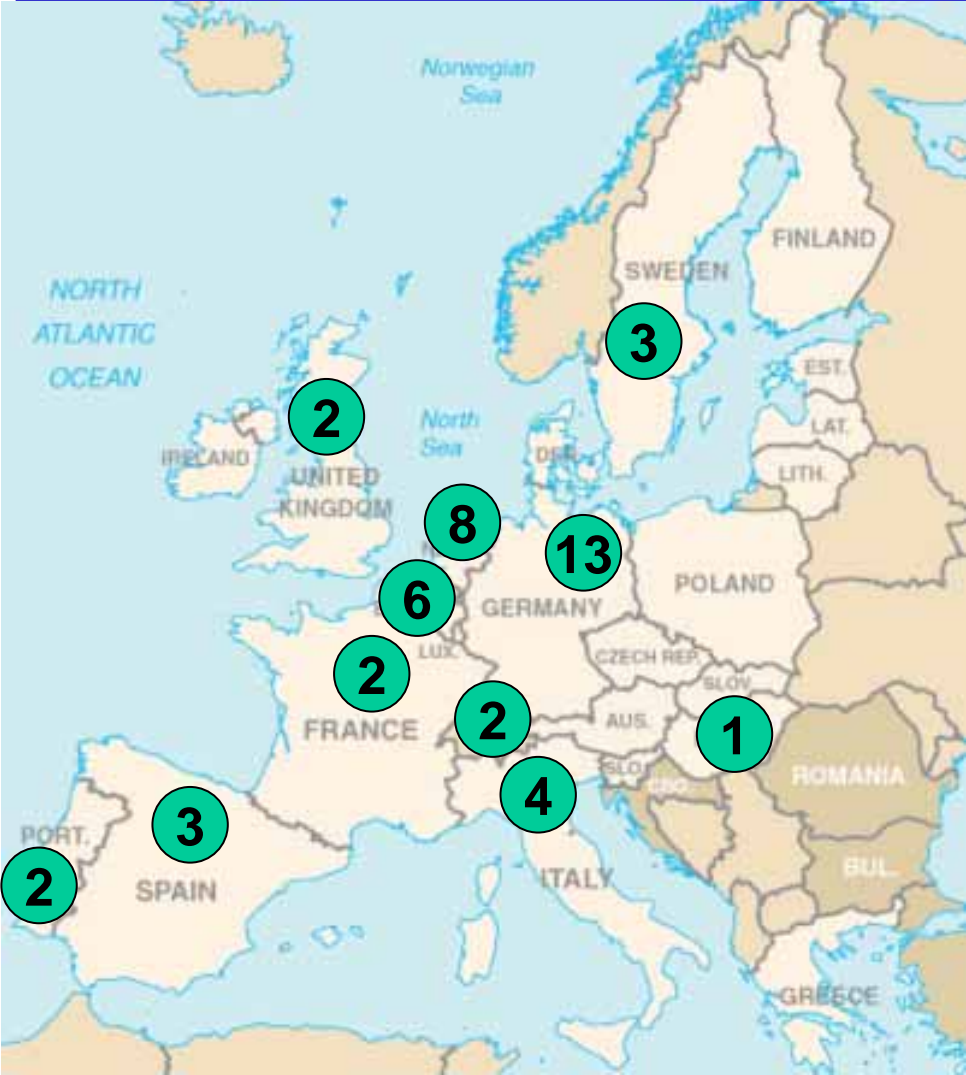 Norwegian
Sea
FINLAND
SWEDEN
NORTH
ATLANTIC
OCEAN
3
EST.
2
North
Sea
LAT.
IRELAND
DEN.
UNITED
KINGDOM
LITH.
8
13
POLAND
6
GERMANY
LUX.
CZECH REP.
2
SLOV.
2
AUS.
FRANCE
1
SLO.
CRO.
ROMANIA
4
3
PORT.
BUL.
2
SPAIN
ITALY
GREECE